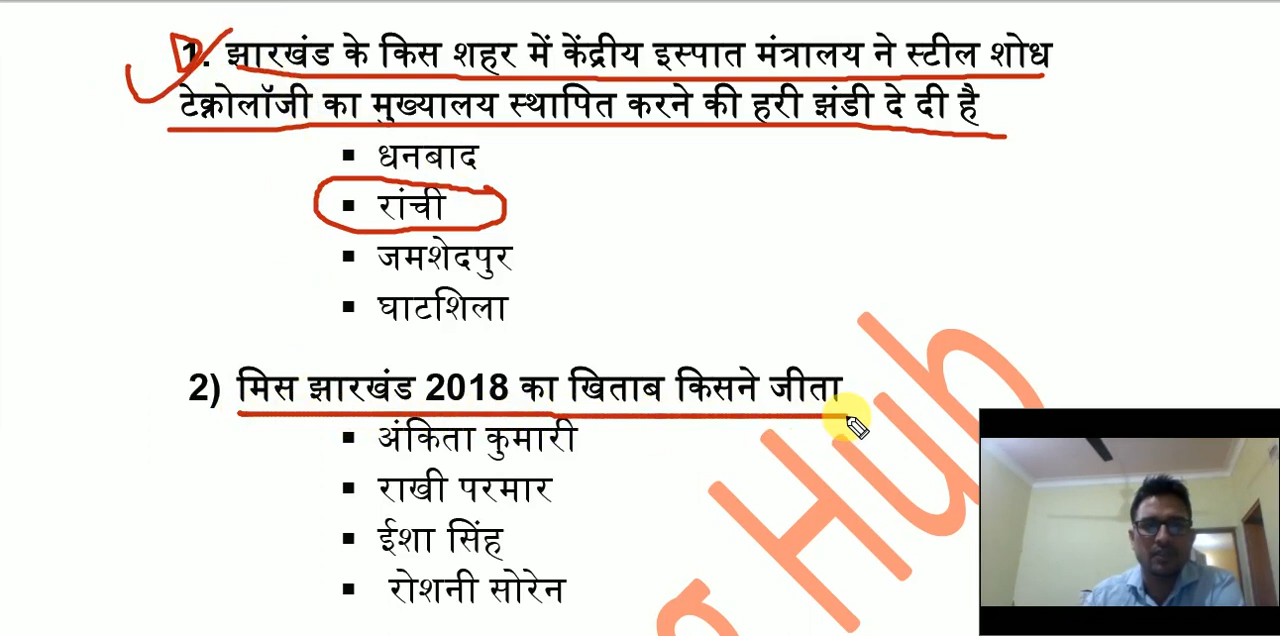 1. झारखंड के किस शहर में केंद्रीय इस्पात मंत्रालय ने स्टील शोध
टेक्नोलॉजी का मुख्यालय स्थापित करने की हरी झंडी दे दी है
▪ धनबाद
▪ रांची
▪ जमशेदपुर
▪ घाटशिला
2) मिस झारखंड 2018 का खिताब किसने जीता
▪ अंकिता कुमारी
▪ राखी परमार
▪ ईशा सिंह
▪ रोशनी सोरेन
Hub